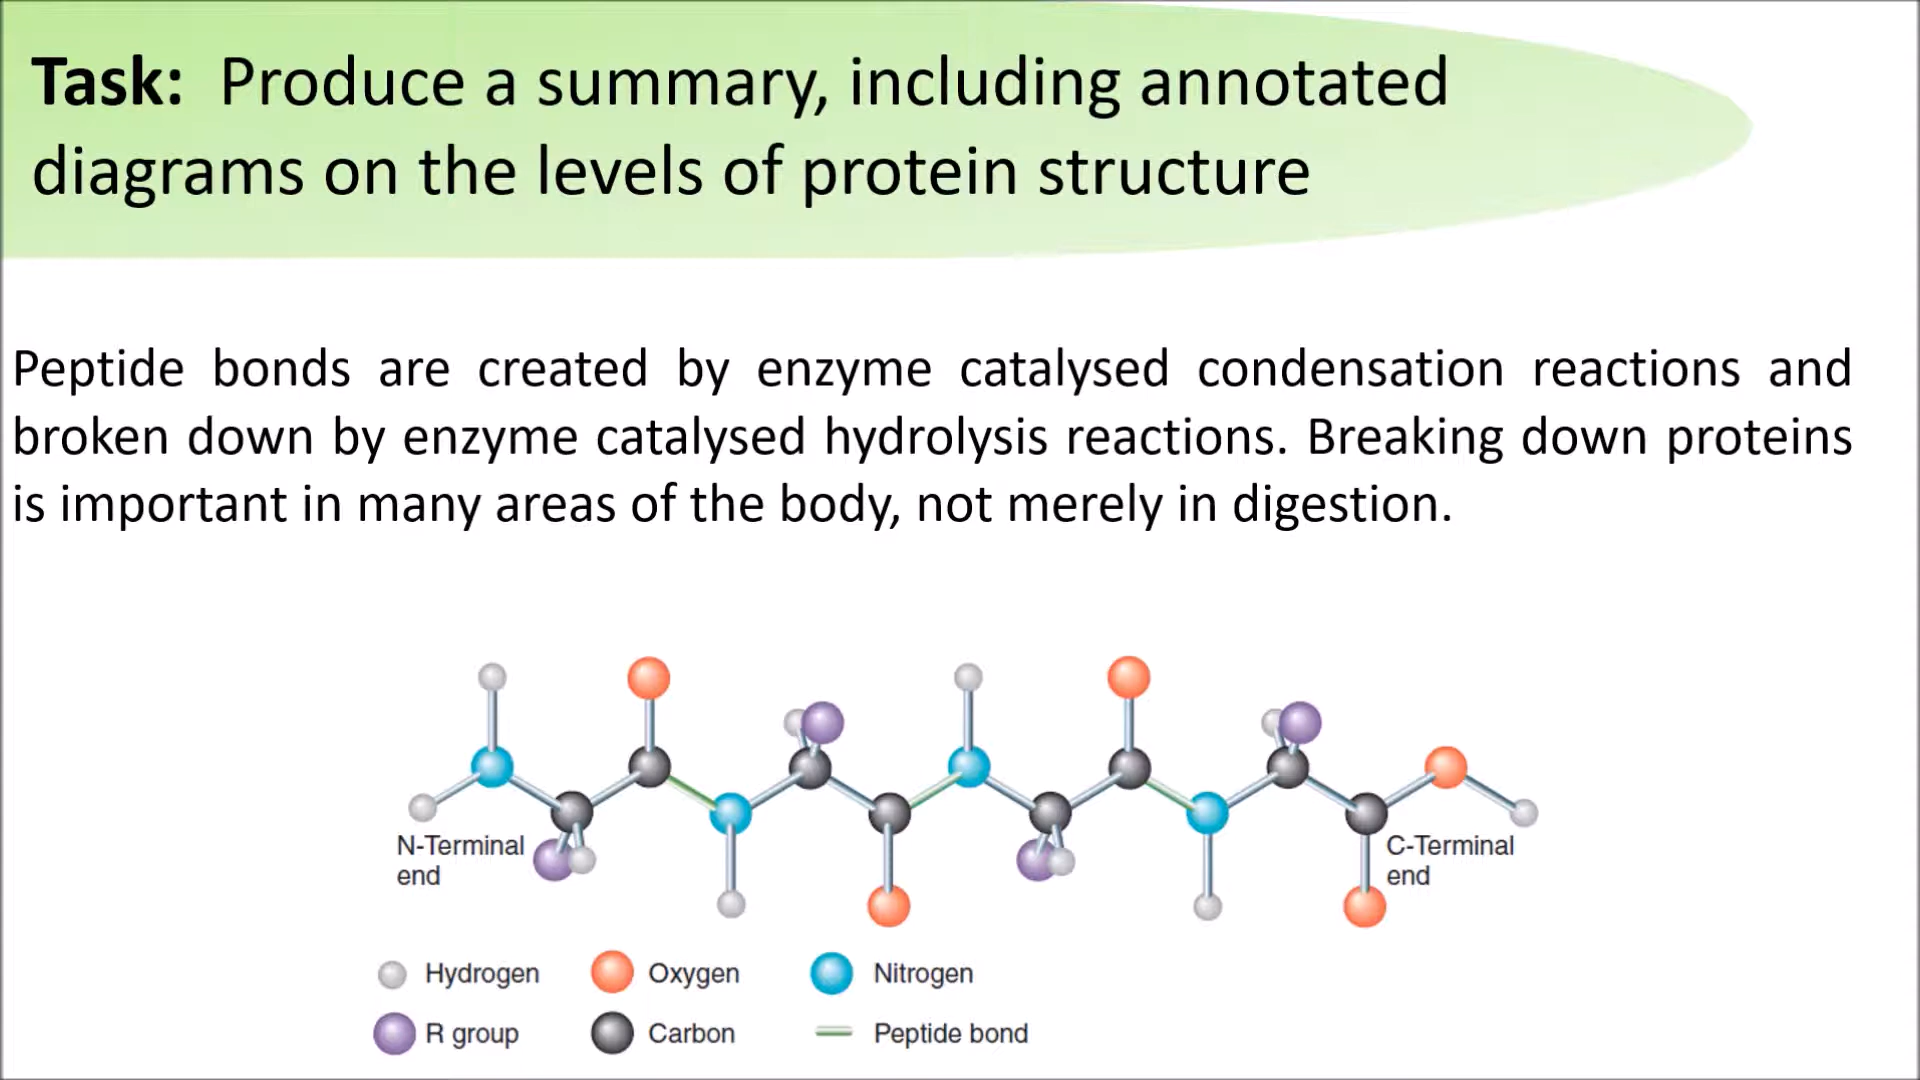 Task: Produce a summary, including annotated
diagrams on the levels of protein structure
Peptide bonds are created by enzyme catalysed condensation reactions and
broken down by enzyme catalysed hydrolysis reactions. Breaking down proteins
is important in many areas of the body, not merely in digestion.
N-Terminal
end
C-Terminal
end
Hydrogen
Oxygen
Nitrogen
R group
Carbon
Peptide bond